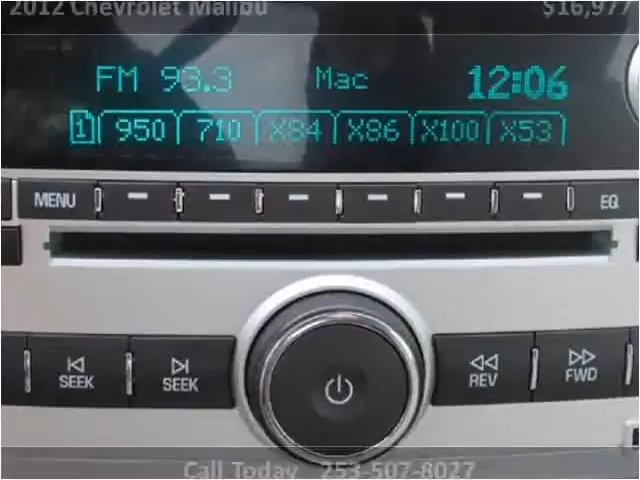 2012 Chevrolet Malibu $16,977
FM 93.3 Mac 12:06
1 950 710 X84 X86 X100 X53
MENU EQ
SEEK SEEK REV FWD
Call Today 253-507-8027